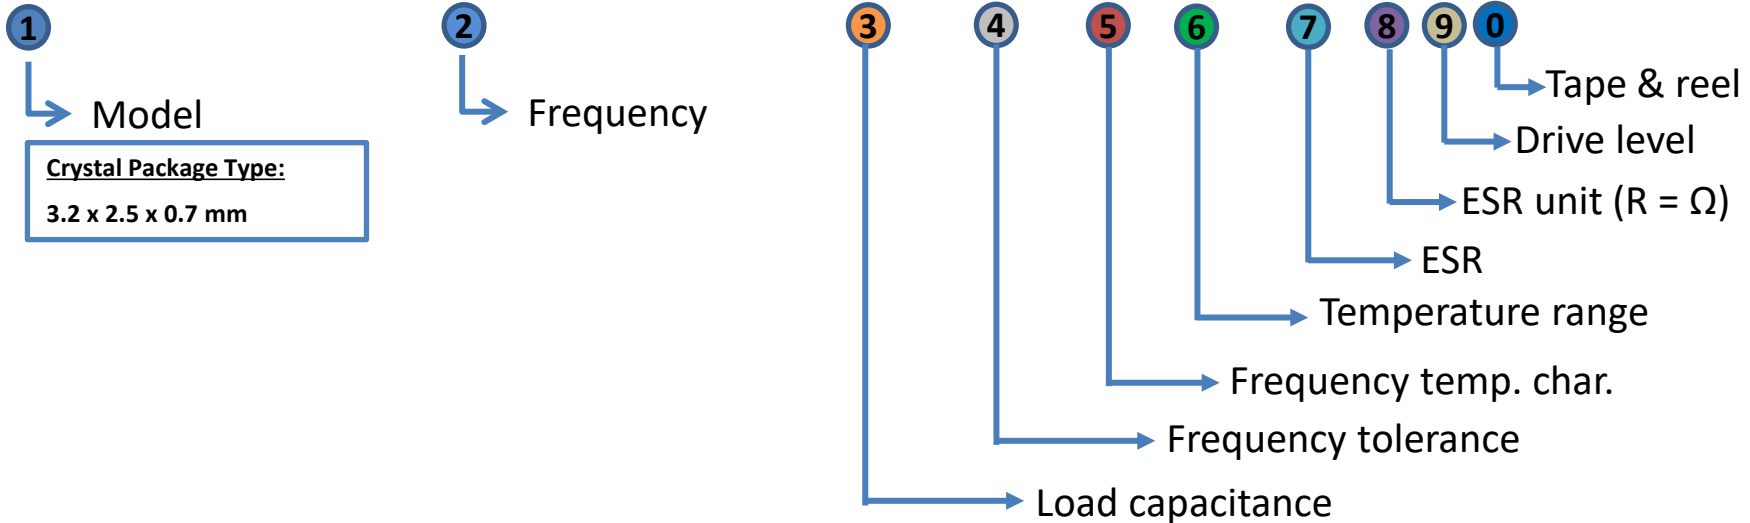 1 2 3 4 5 6 7 8 9 0
Tape & reel
Model
Frequency
Drive level
Crystal Package Type:
3.2 x 2.5 x 0.7 mm
ESR unit (R = Ω)
ESR
Temperature range
Frequency temp. char.
Frequency tolerance
Load capacitance